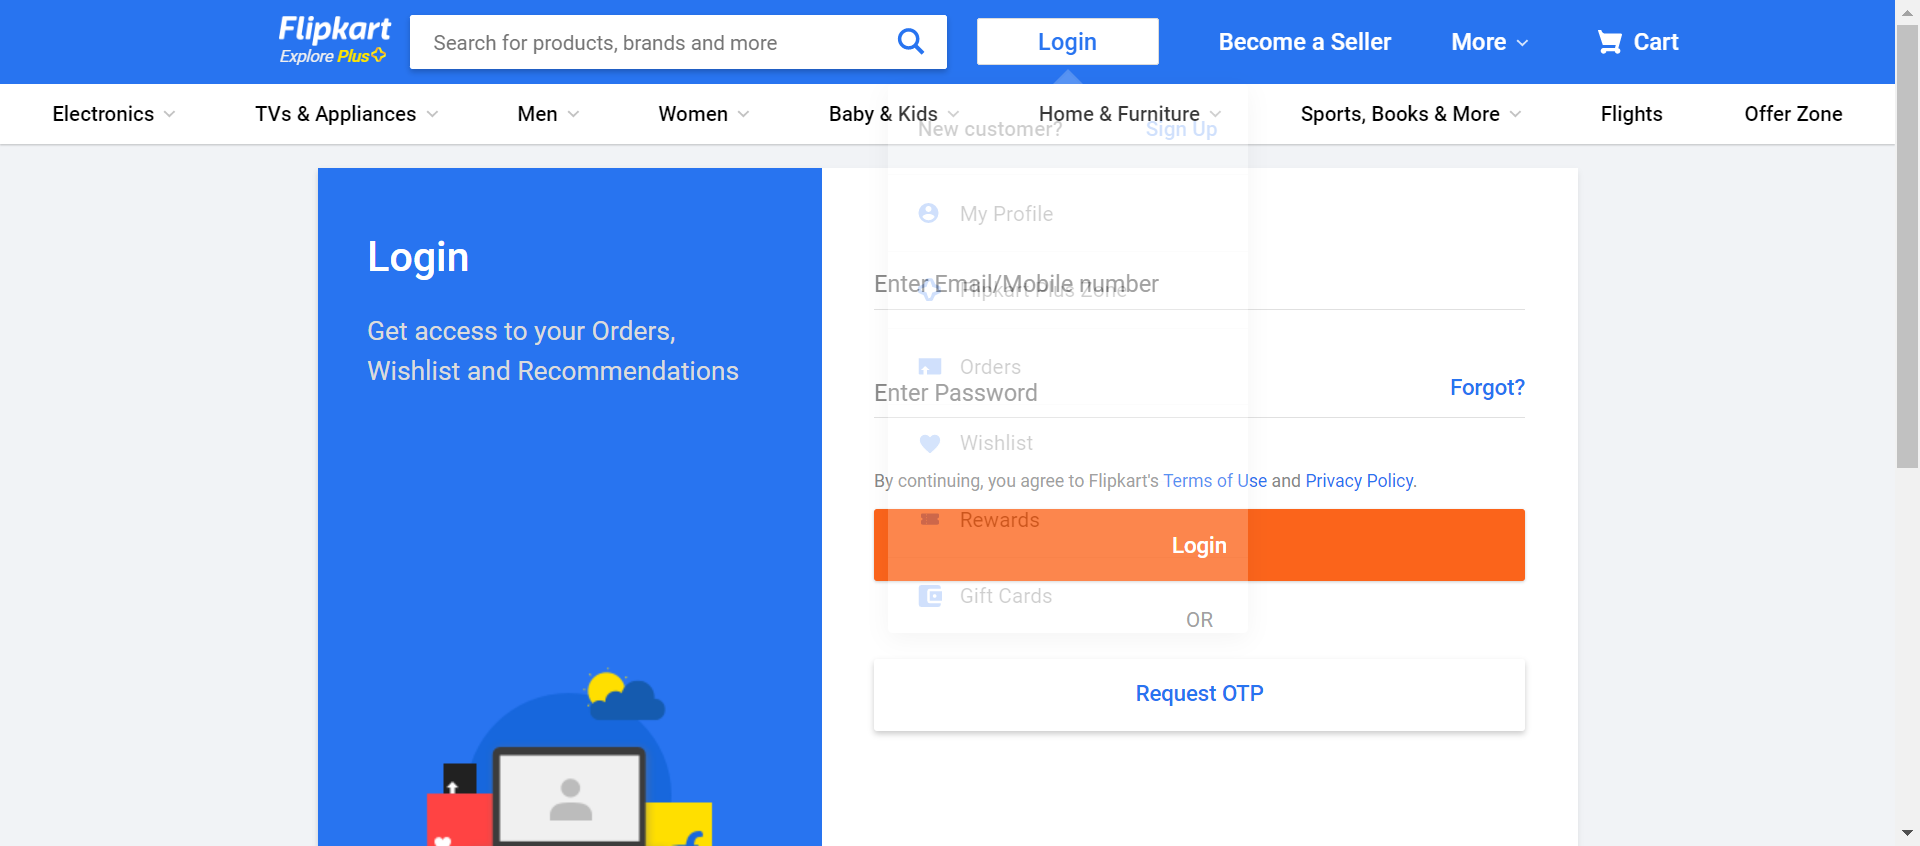 Flipkart
Explore Plus
Search for products, brands and more
Login
Become a Seller
More
Cart
Electronics
TVs & Appliances
Men
Women
Baby & Kids
Home & Furniture
Sports, Books & More
Flights
Offer Zone
New customer?
Sign Up
My Profile
Login
Enter Email/Mobile number
Flipkart Plus Zone
Get access to your Orders,
Wishlist and Recommendations
Orders
Enter Password
Forgot?
Wishlist
By continuing, you agree to Flipkart's Terms of Use and Privacy Policy.
Rewards
Login
Gift Cards
OR
Request OTP